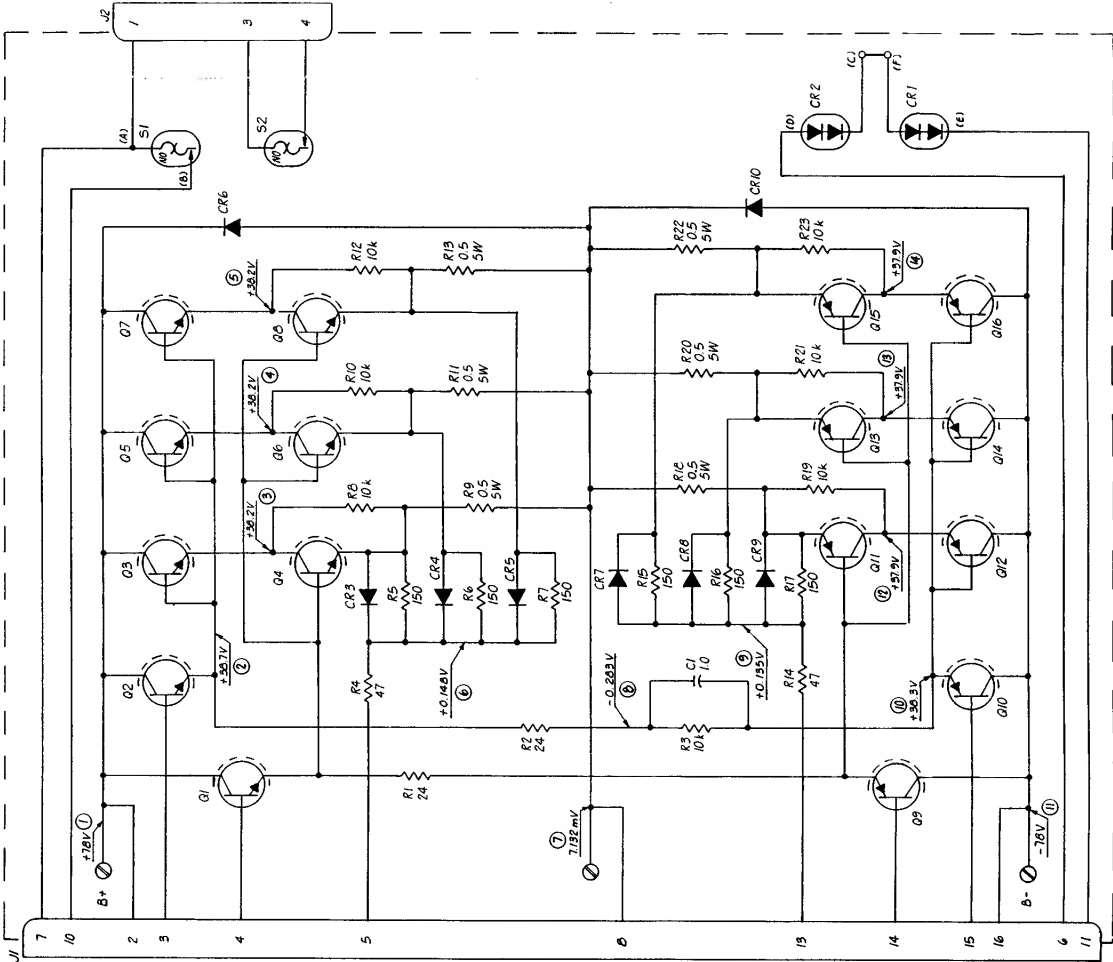 J2
1
3
4
(A)
S1
NO
(B)
S2
NO
(C)
(F)
(D)
CR2
CR1
(E)
CR6
CR10
Q7
⑤
+38.2V
Q8
R12
10k
R13
0.5
5W
R22
0.5
5W
R23
10k
+37.9V
⑭
Q15
Q16
Q5
④
+38.2V
Q6
R10
10k
R11
0.5
5W
R20
0.5
5W
R21
10k
⑬
+37.9V
Q13
Q14
Q3
③
+38.2V
Q4
R8
10k
R9
0.5
5W
R18
0.5
5W
R19
10k
Q11
⑫
+37.9V
Q12
CR3
R5
150
CR4
R6
150
CR5
R7
150
CR7
R15
150
CR8
R16
150
CR9
R17
150
Q2
+38.7V
②
R4
47
+0.148V
⑥
R2
24
-0.283V
⑧
C1
1.0
R3
10k
⑨
+0.135V
R14
47
⑩
+38.3V
Q10
Q1
R1
24
Q9
+78V
①
B+
⑦
7.132mV
B-
-78V
⑪
J1
7
10
2
3
4
5
8
13
14
15
16
6
11